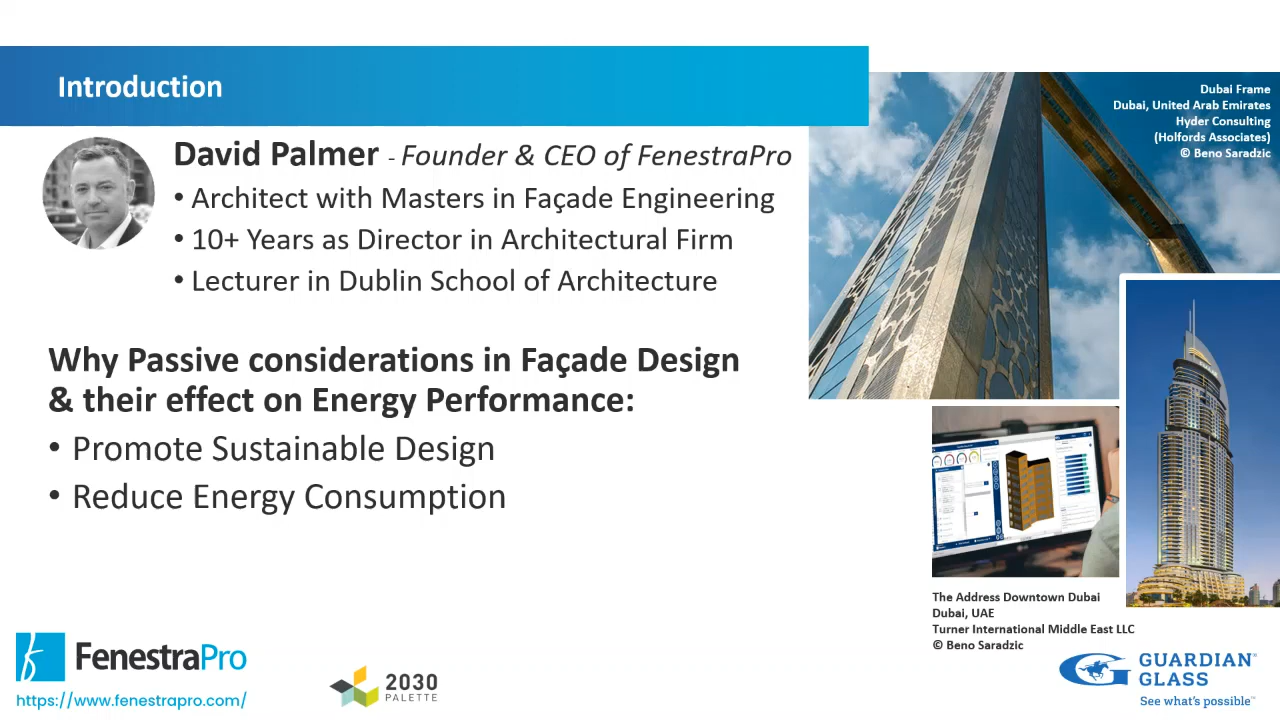 Introduction
David Palmer - Founder & CEO of FenestraPro
• Architect with Masters in Façade Engineering
• 10+ Years as Director in Architectural Firm
• Lecturer in Dublin School of Architecture
Why Passive considerations in Façade Design
& their effect on Energy Performance:
• Promote Sustainable Design
• Reduce Energy Consumption
Dubai Frame
Dubai, United Arab Emirates
Hyder Consulting
(Holfords Associates)
© Beno Saradzic
The Address Downtown Dubai
Dubai, UAE
Turner International Middle East LLC
© Beno Saradzic
FenestraPro
https://www.fenestrapro.com/
2030
PALETTE
GUARDIAN®
GLASS
See what's possible™